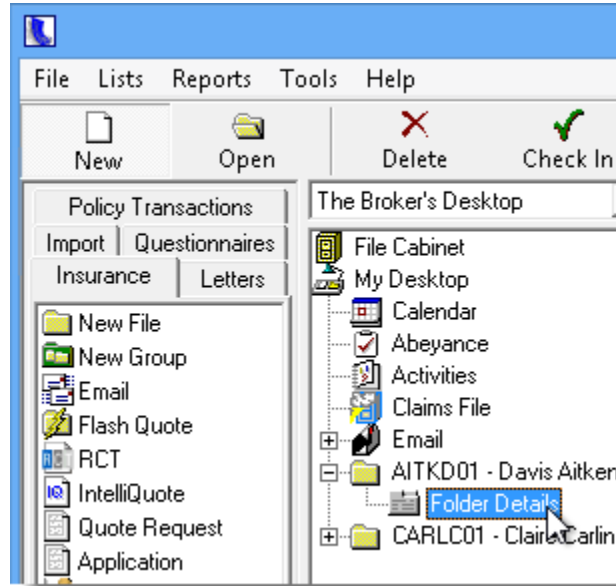 File Lists Reports Tools Help
New Open Delete Check In
Policy Transactions
Import Questionnaires
Insurance Letters
New File
New Group
Email
Flash Quote
RCT
IntelliQuote
Quote Request
Application
The Broker's Desktop
File Cabinet
My Desktop
Calendar
Abeyance
Activities
Claims File
Email
AITKD01 - Davis Aitken
Folder Details
CARLC01 - Claire Carlin